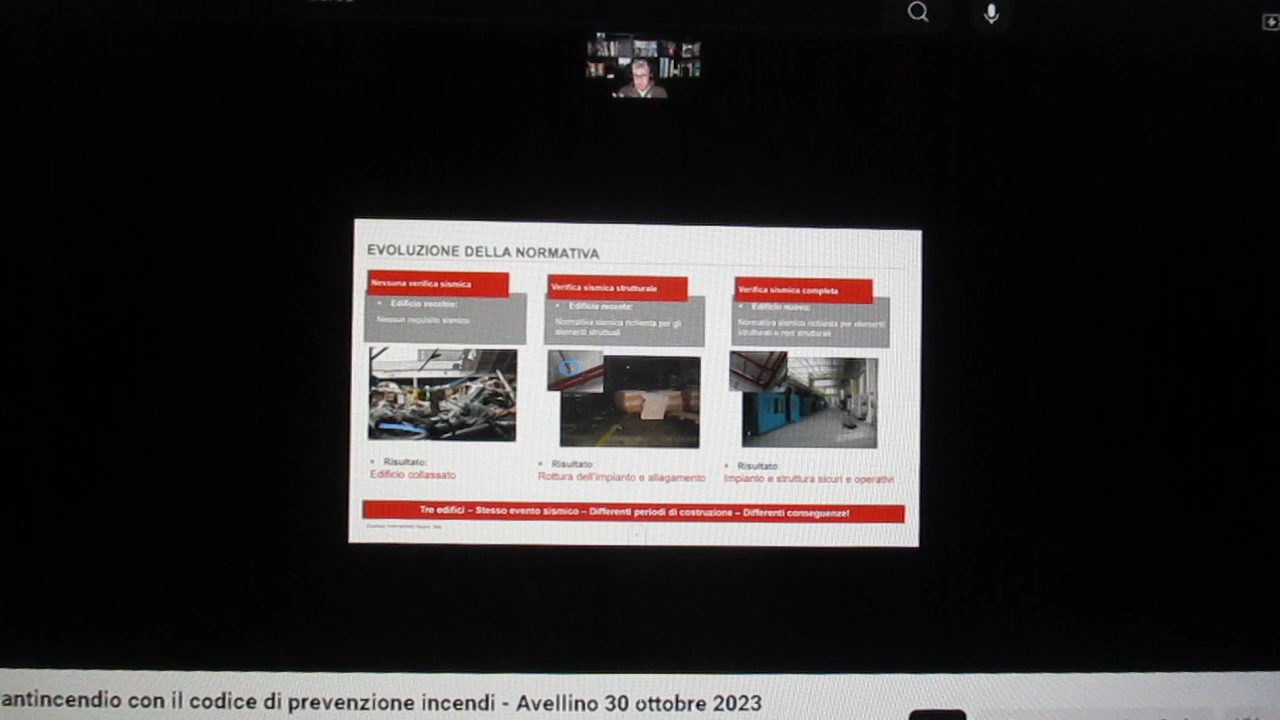 EVOLUZIONE DELLA NORMATIVA
Nessuna verifica sismica
• Edificio vecchio:
Nessun requisito sismico
Verifica sismica strutturale
• Edificio recente:
Normativa sismica richiesta per gli
elementi strutturali
Verifica sismica completa
• Edificio nuovo:
Normativa sismica richiesta per elementi
strutturali e non strutturali
• Risultato:
Edificio collassato
• Risultato:
Rottura dell'impianto e allagamento
• Risultato:
Impianto e struttura sicuri e operativi
Tre edifici – Stesso evento sismico – Differenti periodi di costruzione – Differenti conseguenze!
antincendio con il codice di prevenzione incendi - Avellino 30 ottobre 2023